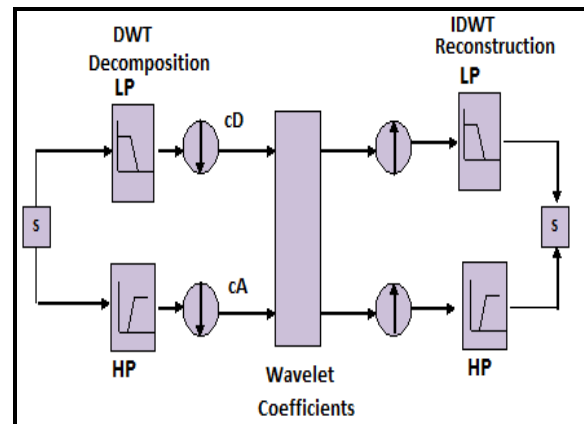 DWT
Decomposition
LP
cD
IDWT
Reconstruction
LP
S
S
cA
HP
Wavelet
Coefficients
HP